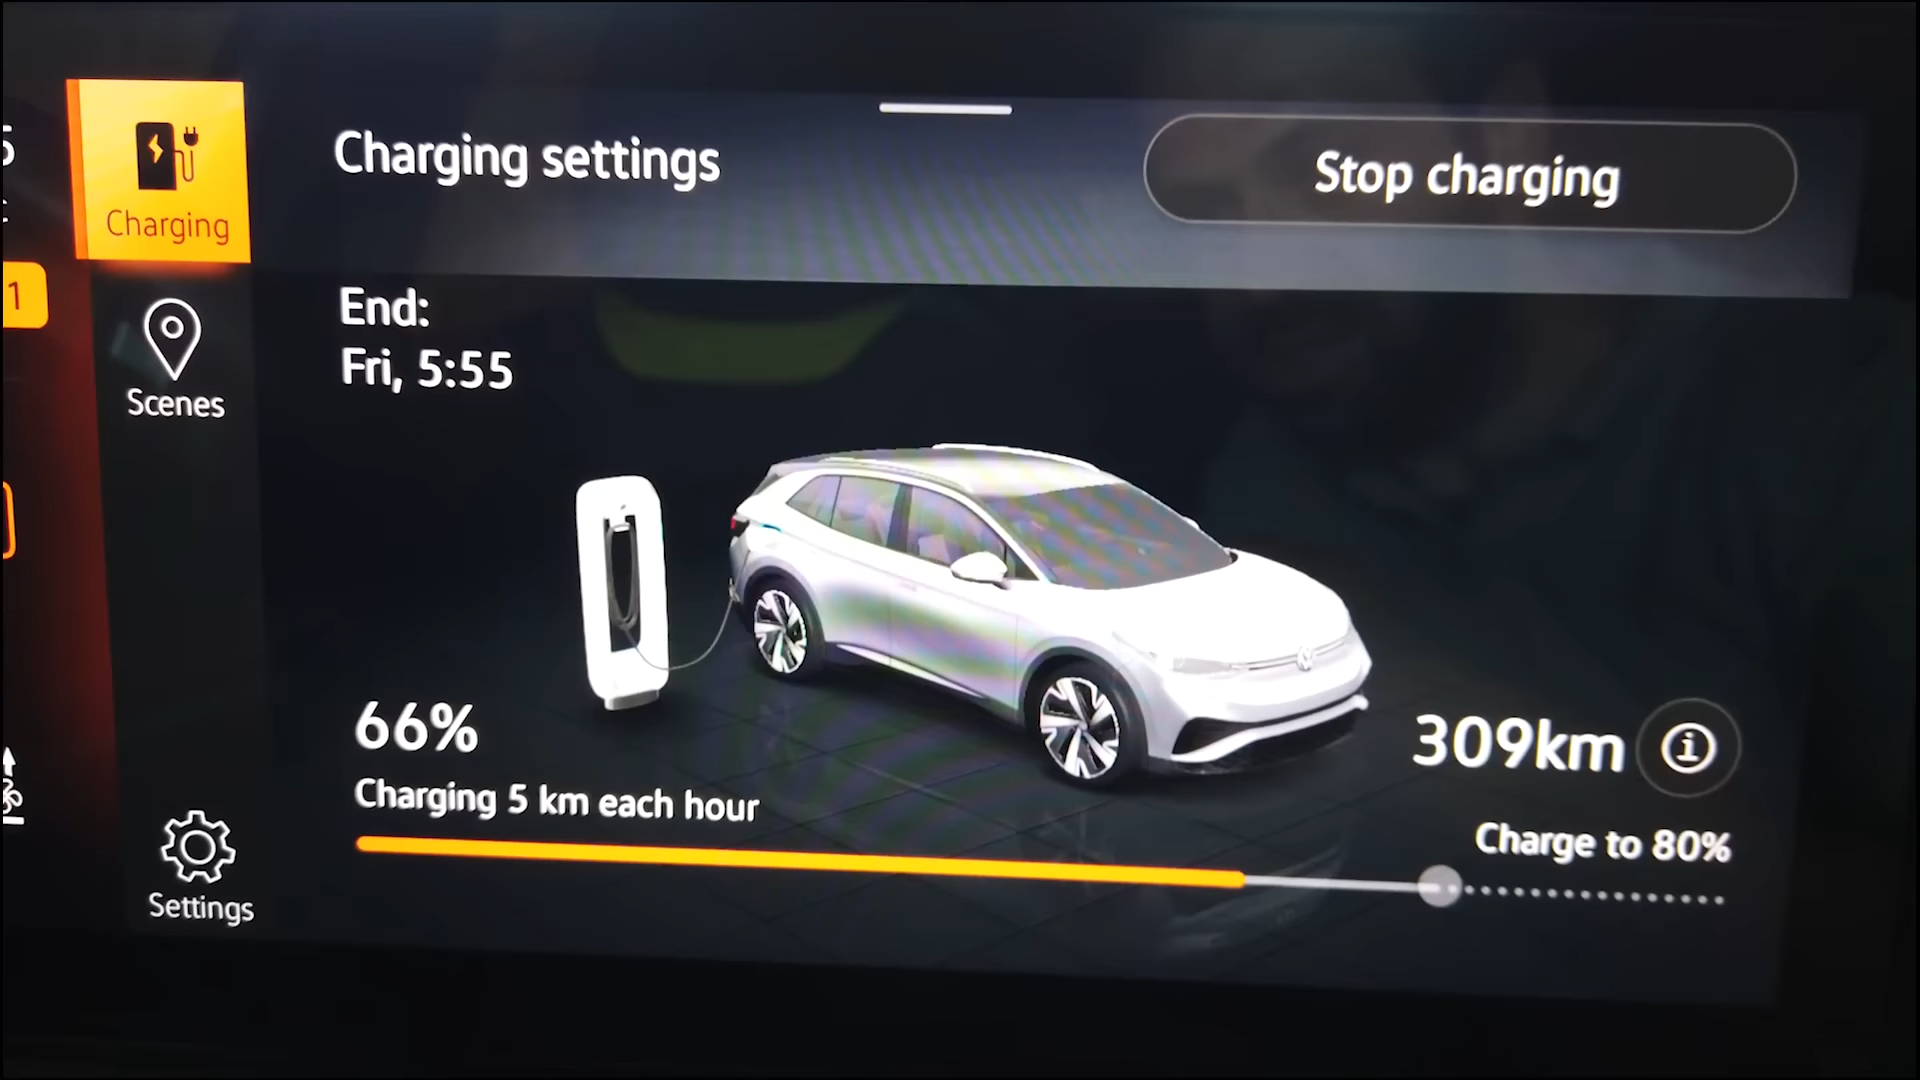 Charging
Scenes
Settings
1
Charging settings
Stop charging
End:
Fri, 5:55
66%
Charging 5 km each hour
309km
Charge to 80%